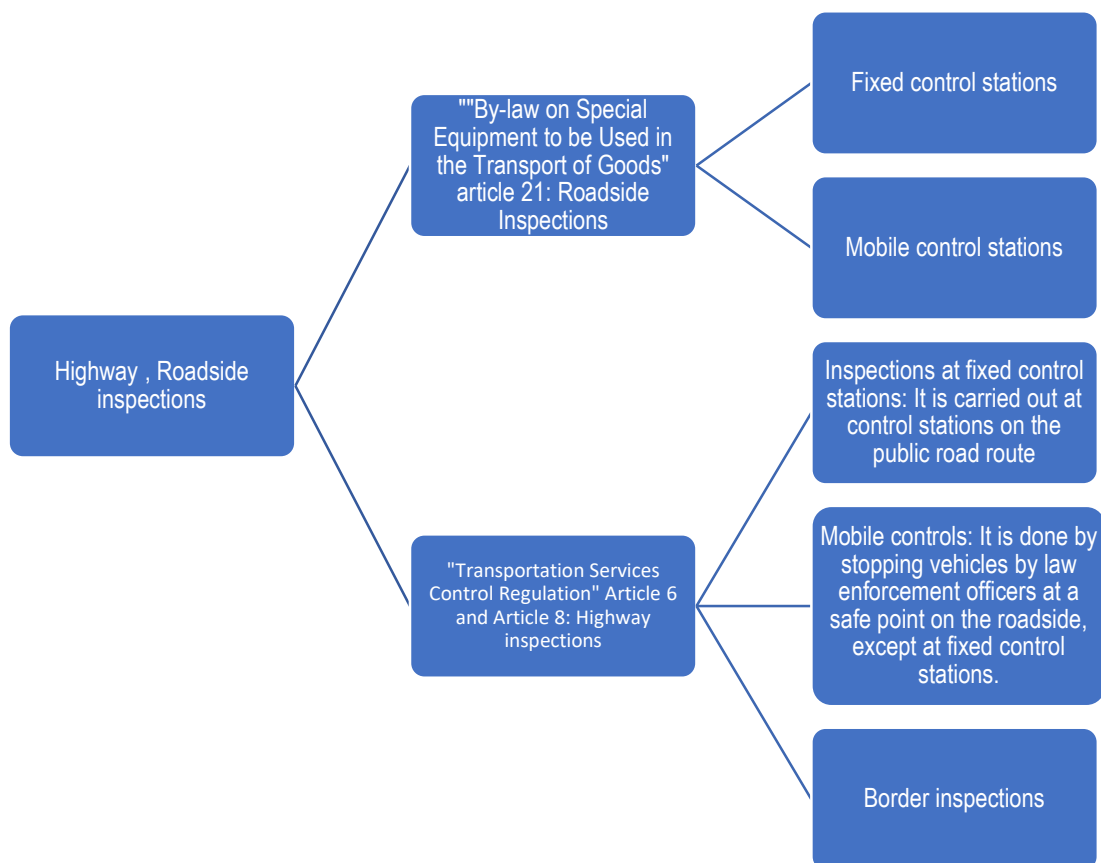 Highway , Roadside
inspections
""By-law on Special
Equipment to be Used in
the Transport of Goods"
article 21: Roadside
Inspections
Fixed control stations
Mobile control stations
"Transportation Services
Control Regulation" Article 6
and Article 8: Highway
inspections
Inspections at fixed control
stations: It is carried out at
control stations on the
public road route
Mobile controls: It is done by
stopping vehicles by law
enforcement officers at a
safe point on the roadside,
except at fixed control
stations.
Border inspections